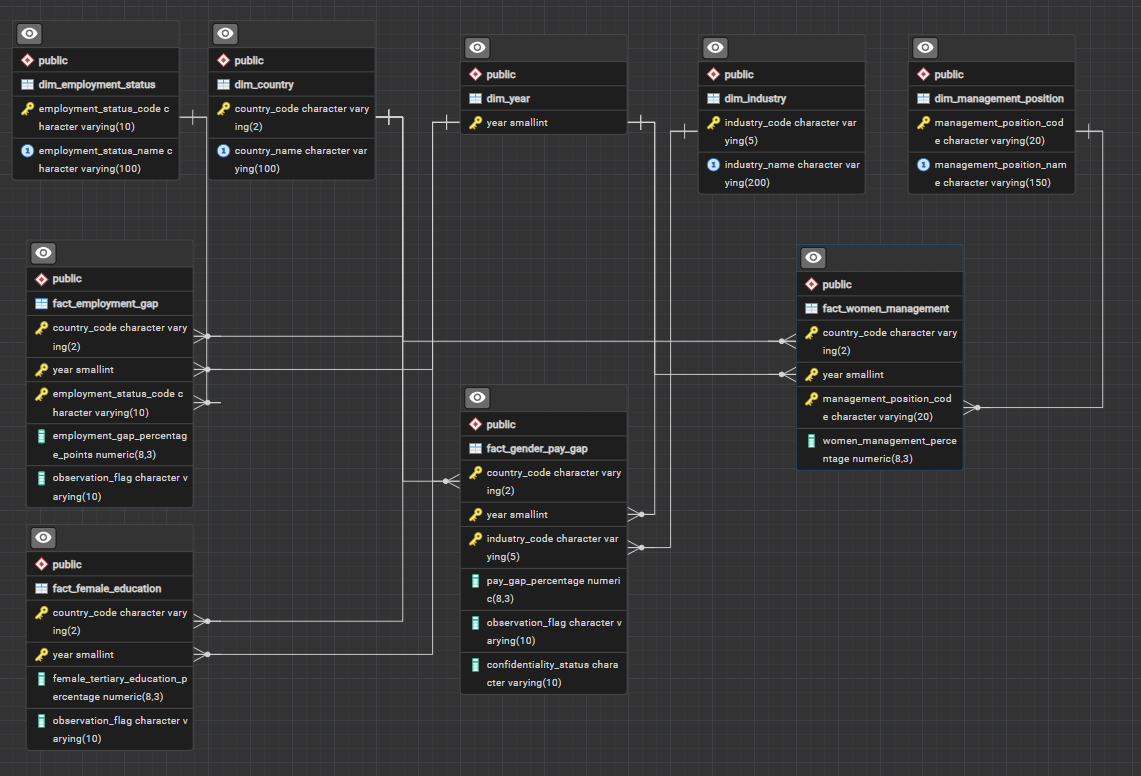 public
dim_employment_status
employment_status_code c
haracter varying(10)
employment_status_name c
haracter varying(100)
public
dim_country
country_code character vary
ing(2)
country_name character var
ying(100)
public
dim_year
year smallint
public
dim_industry
industry_code character var
ying(5)
industry_name character var
ying(200)
public
dim_management_position
management_position_cod
e character varying(20)
management_position_nam
e character varying(150)
public
fact_employment_gap
country_code character vary
ing(2)
year smallint
employment_status_code c
haracter varying(10)
employment_gap_percentag
e_points numeric(8,3)
observation_flag character v
arying(10)
public
fact_women_management
country_code character vary
ing(2)
year smallint
management_position_cod
e character varying(20)
women_management_perce
ntage numeric(8,3)
public
fact_gender_pay_gap
country_code character vary
ing(2)
year smallint
industry_code character var
ying(5)
pay_gap_percentage numeri
c(8,3)
observation_flag character v
arying(10)
confidentiality_status chara
cter varying(10)
public
fact_female_education
country_code character vary
ing(2)
year smallint
female_tertiary_education_p
ercentage numeric(8,3)
observation_flag character v
arying(10)